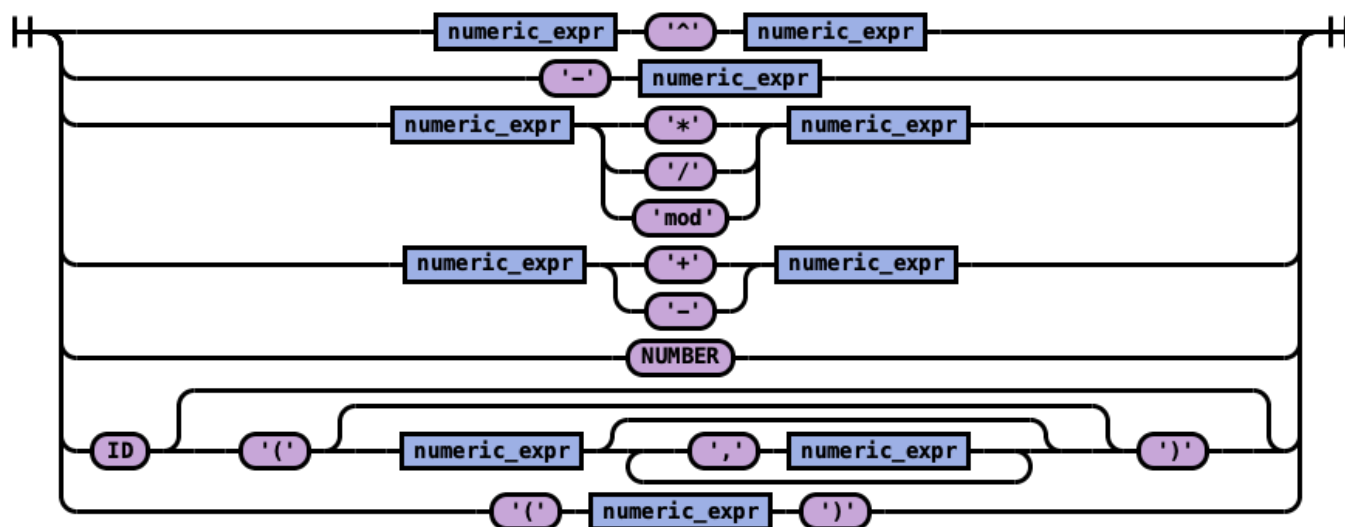 numeric_expr '^' numeric_expr
'-' numeric_expr
numeric_expr '*' numeric_expr
'/'
'mod'
numeric_expr '+' numeric_expr
'-'
NUMBER
ID '(' numeric_expr ',' numeric_expr ')'
'(' numeric_expr ')'